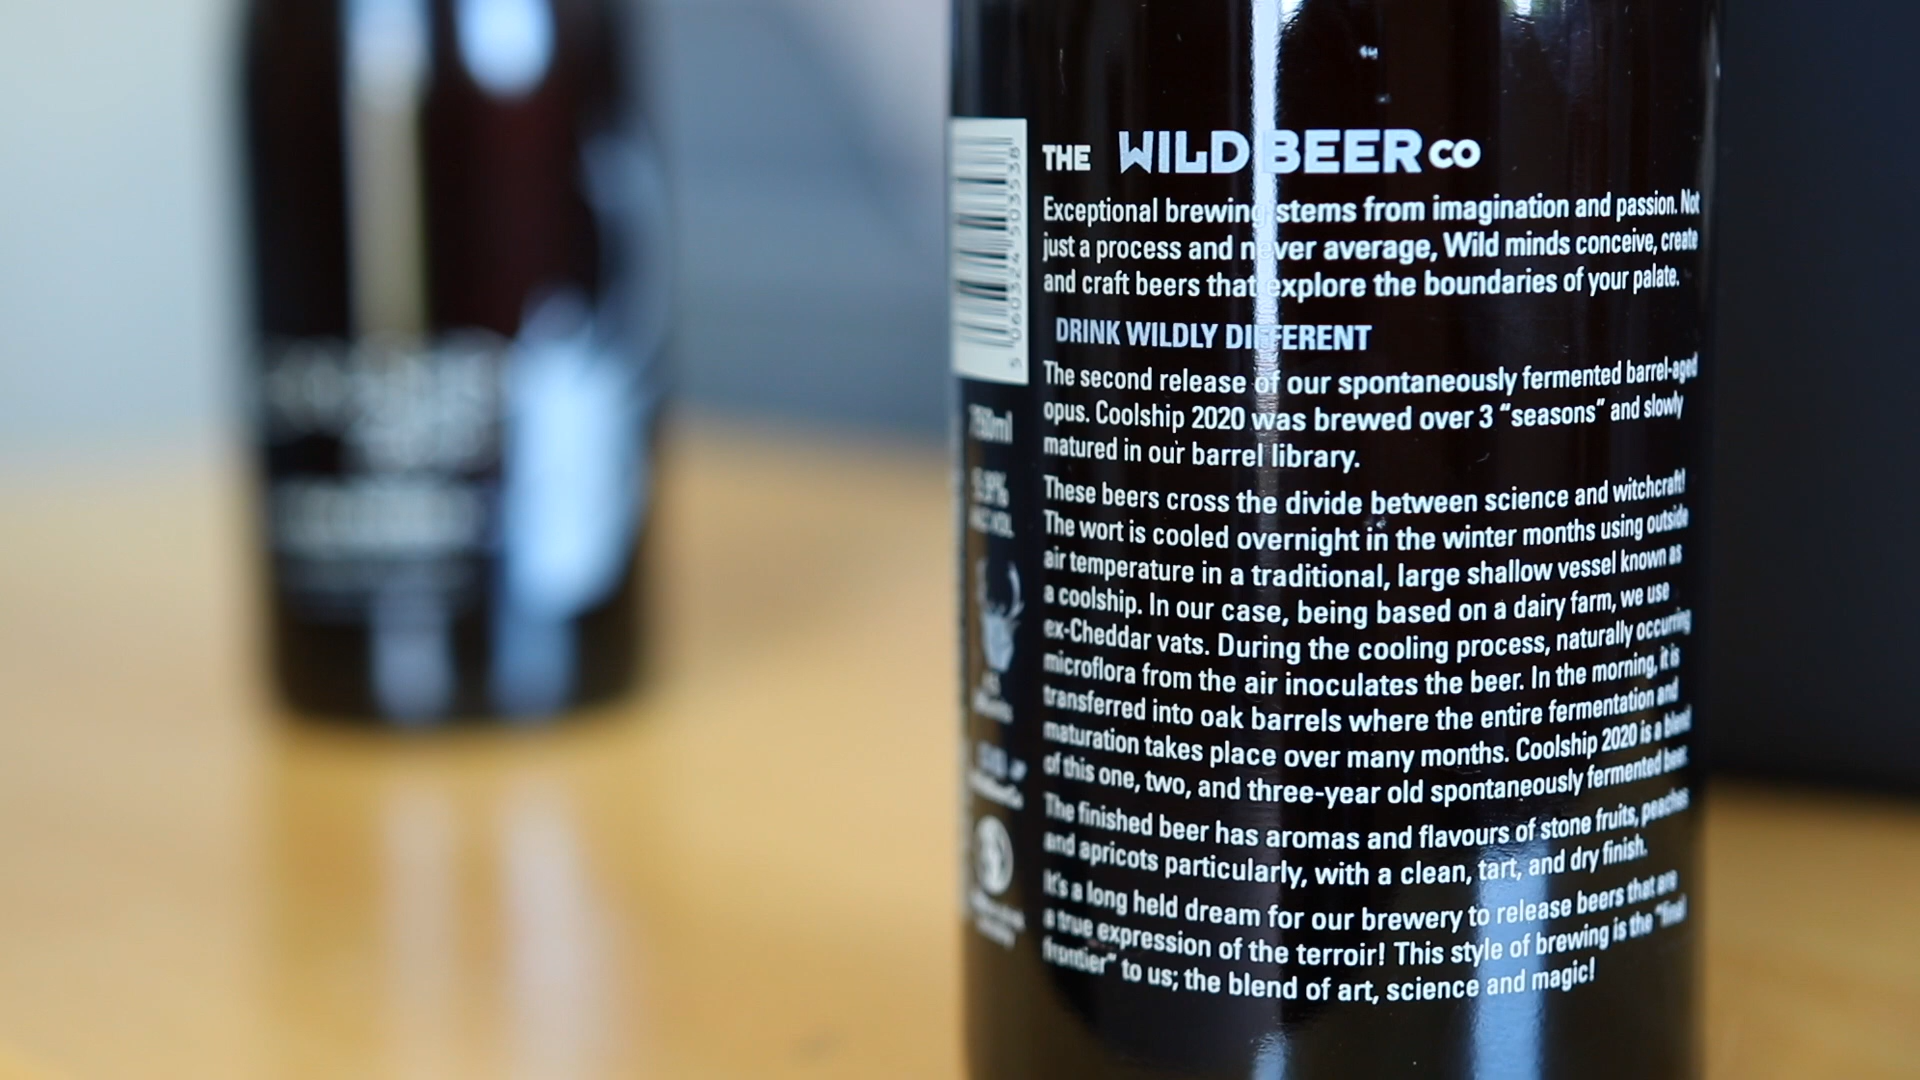 THE WILD BEER CO
Exceptional brewing stems from imagination and passion. Not
just a process and never average, Wild minds conceive, create
and craft beers that explore the boundaries of your palate.
DRINK WILDLY DIFFERENT
The second release of our spontaneously fermented barrel-aged
opus. Coolship 2020 was brewed over 3 “seasons” and slowly
matured in our barrel library.
These beers cross the divide between science and witchcraft!
The wort is cooled overnight in the winter months using outside
air temperature in a traditional, large shallow vessel known as
a coolship. In our case, being based on a dairy farm, we use
ex-Cheddar vats. During the cooling process, naturally occurring
microflora from the air inoculates the beer. In the morning, it is
transferred into oak barrels where the entire fermentation and
maturation takes place over many months. Coolship 2020 is a blend
of this one, two, and three-year old spontaneously fermented beer.
The finished beer has aromas and flavours of stone fruits, peaches
and apricots particularly, with a clean, tart, and dry finish.
It's a long held dream for our brewery to release beers that are
a true expression of the terroir! This style of brewing is the “final
frontier” to us; the blend of art, science and magic!
5 060324 503538
750ml